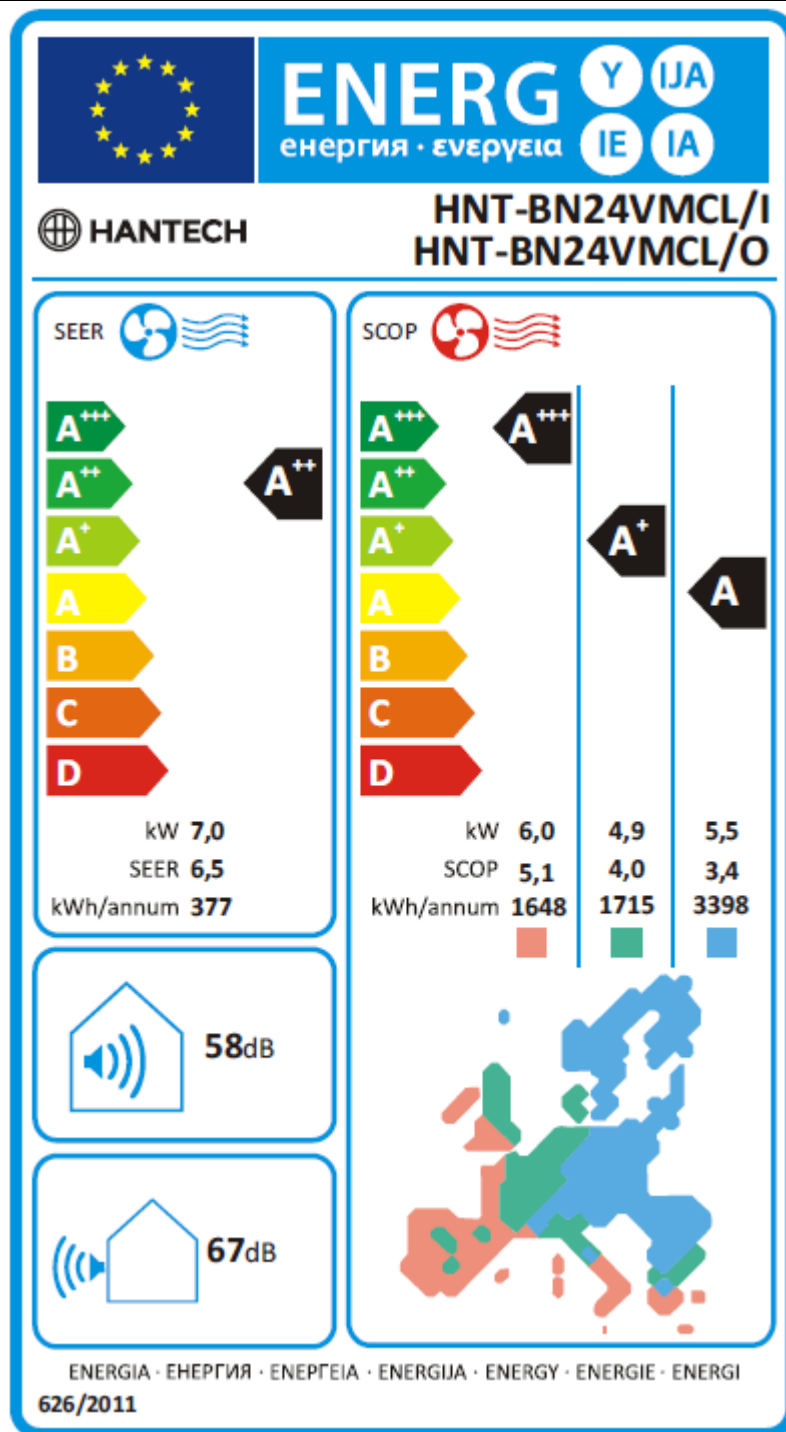 ENERG Y IJA
енергия · ενεργεια IE IA
HANTECH
HNT-BN24VMCL/I
HNT-BN24VMCL/O
SEER
A+++
A++
A+
A
B
C
D
A++
kW 7,0
SEER 6,5
kWh/annum 377
SCOP
A+++
A++
A+
A
B
C
D
A+++
A+
A
kW 6,0 4,9 5,5
SCOP 5,1 4,0 3,4
kWh/annum 1648 1715 3398
58dB
67dB
ENERGIA · ЕНЕРГИЯ · ΕΝΕΡΓΕΙΑ · ENERGIJA · ENERGY · ENERGIE · ENERGI
626/2011